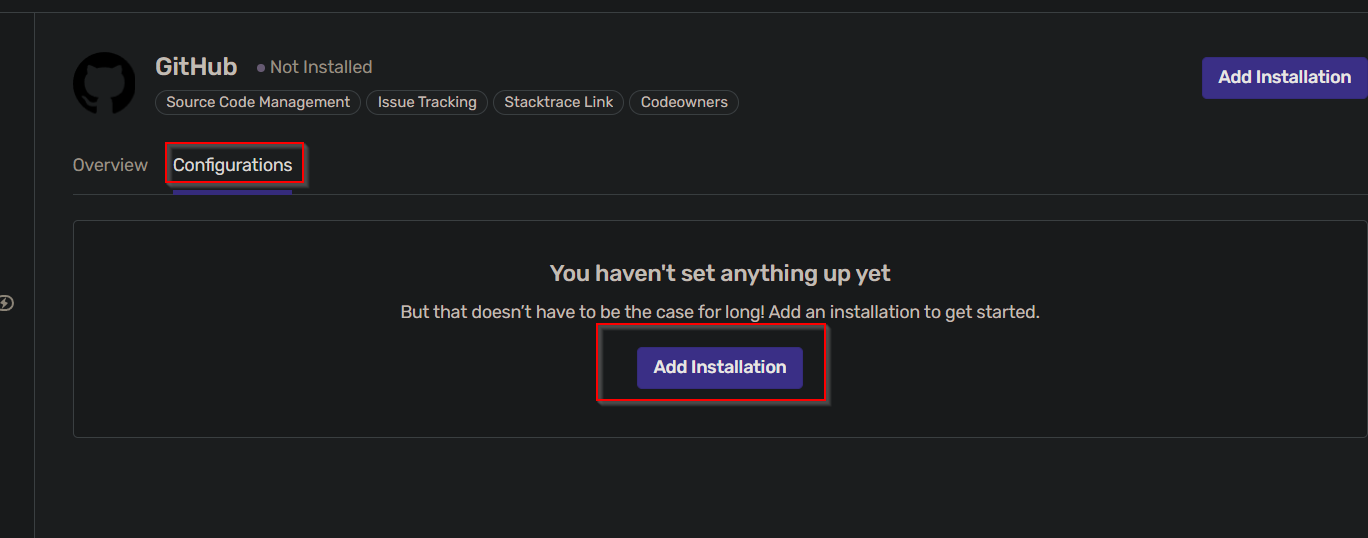 GitHub
Not Installed
Add Installation
Source Code Management
Issue Tracking
Stacktrace Link
Codeowners
Overview
Configurations
You haven't set anything up yet
But that doesn’t have to be the case for long! Add an installation to get started.
Add Installation